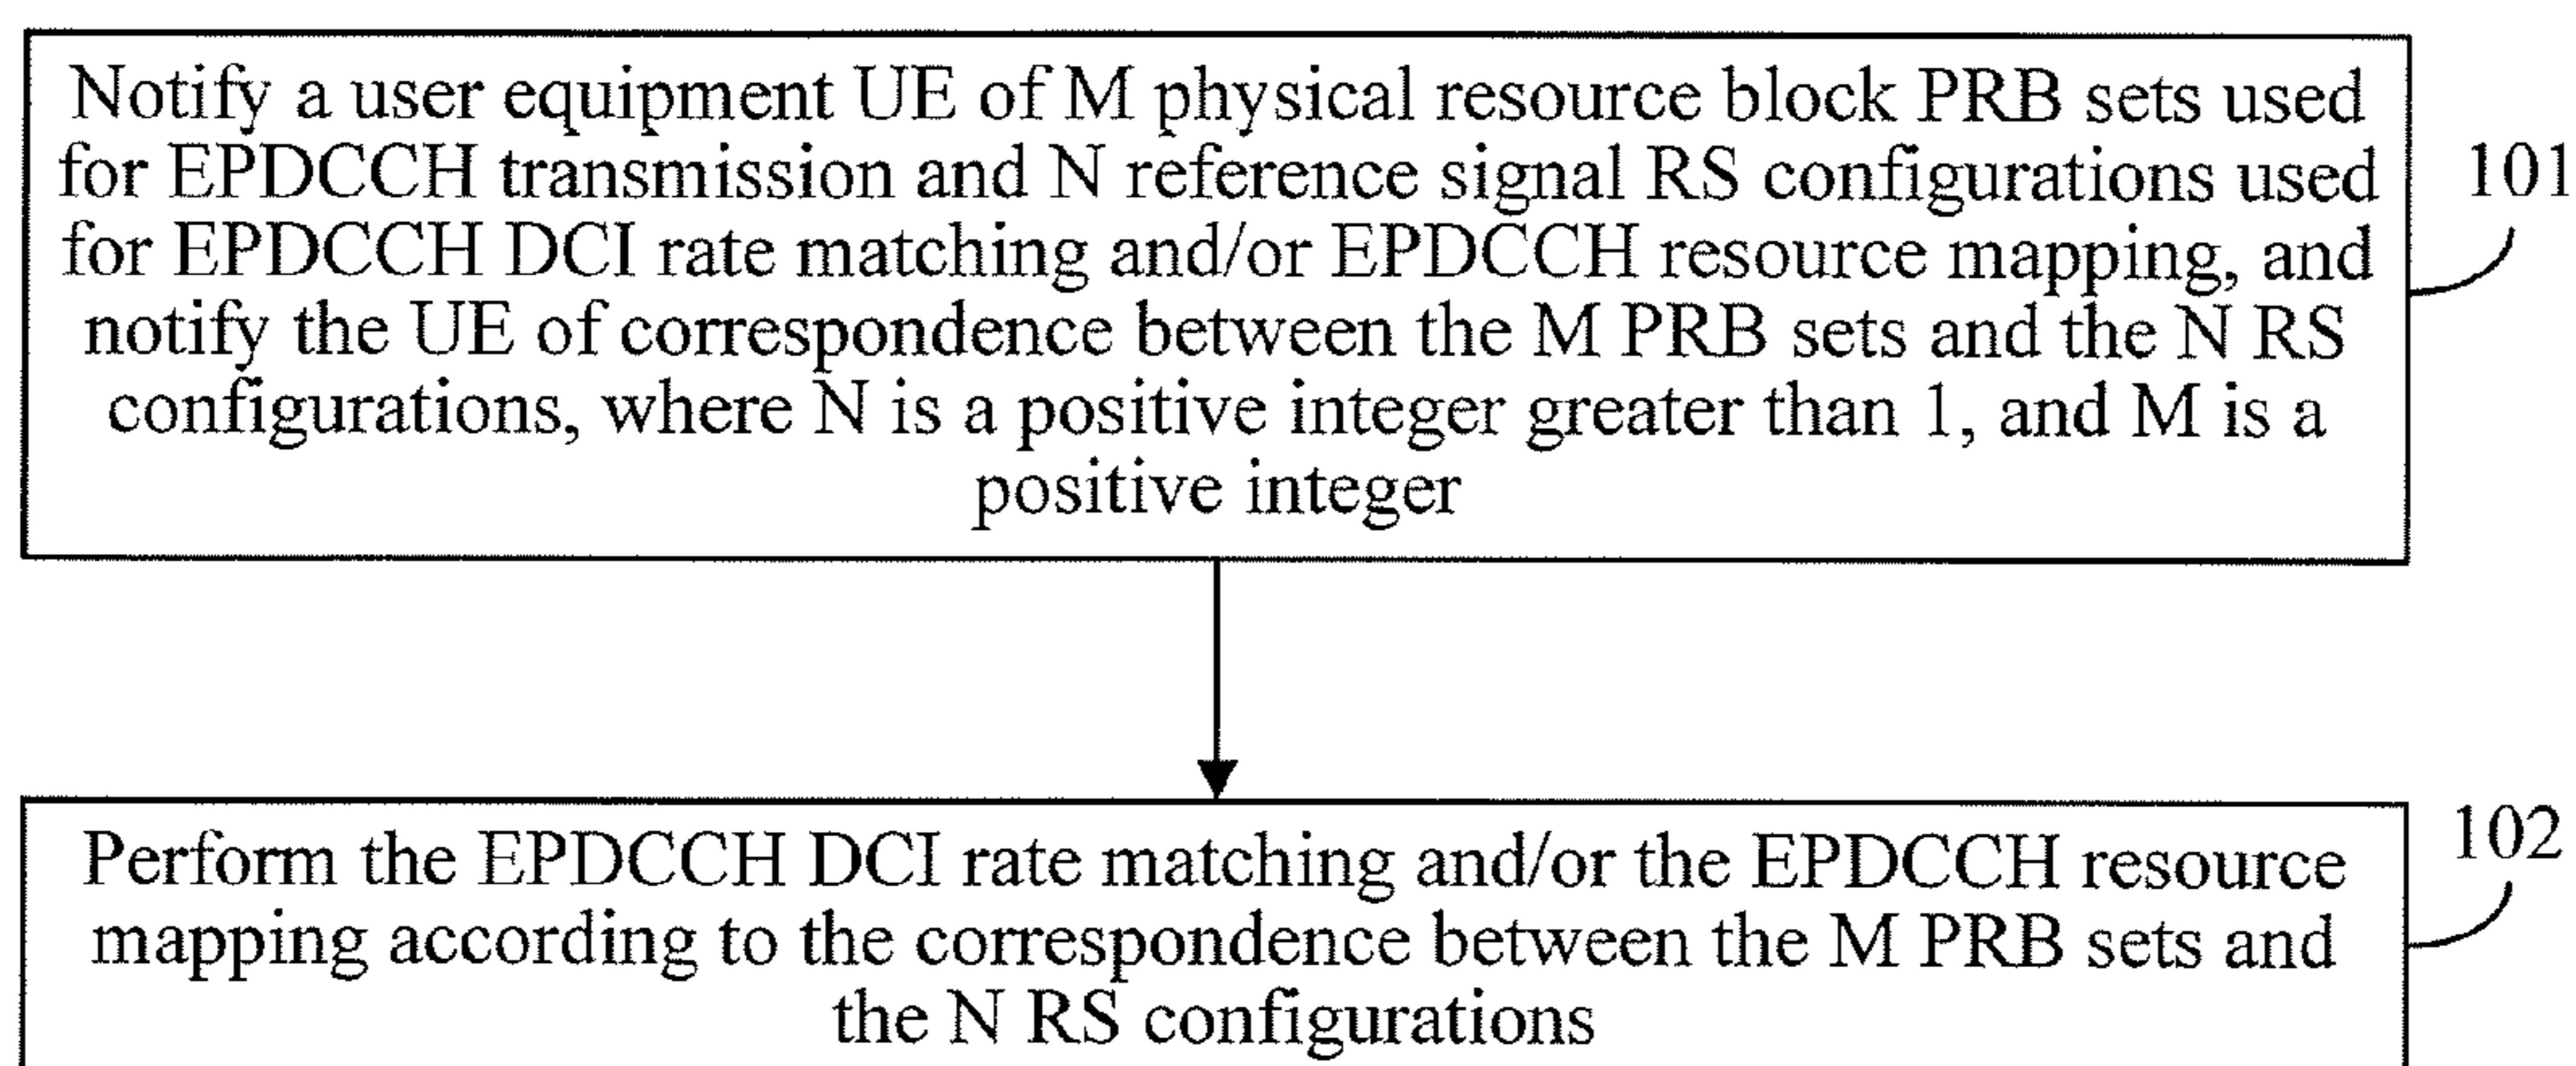 Notify a user equipment UE of M physical resource block PRB sets used
for EPDCCH transmission and N reference signal RS configurations used
for EPDCCH DCI rate matching and/or EPDCCH resource mapping, and
notify the UE of correspondence between the M PRB sets and the N RS
configurations, where N is a positive integer greater than 1, and M is a
positive integer
101
Perform the EPDCCH DCI rate matching and/or the EPDCCH resource
mapping according to the correspondence between the M PRB sets and
the N RS configurations
102